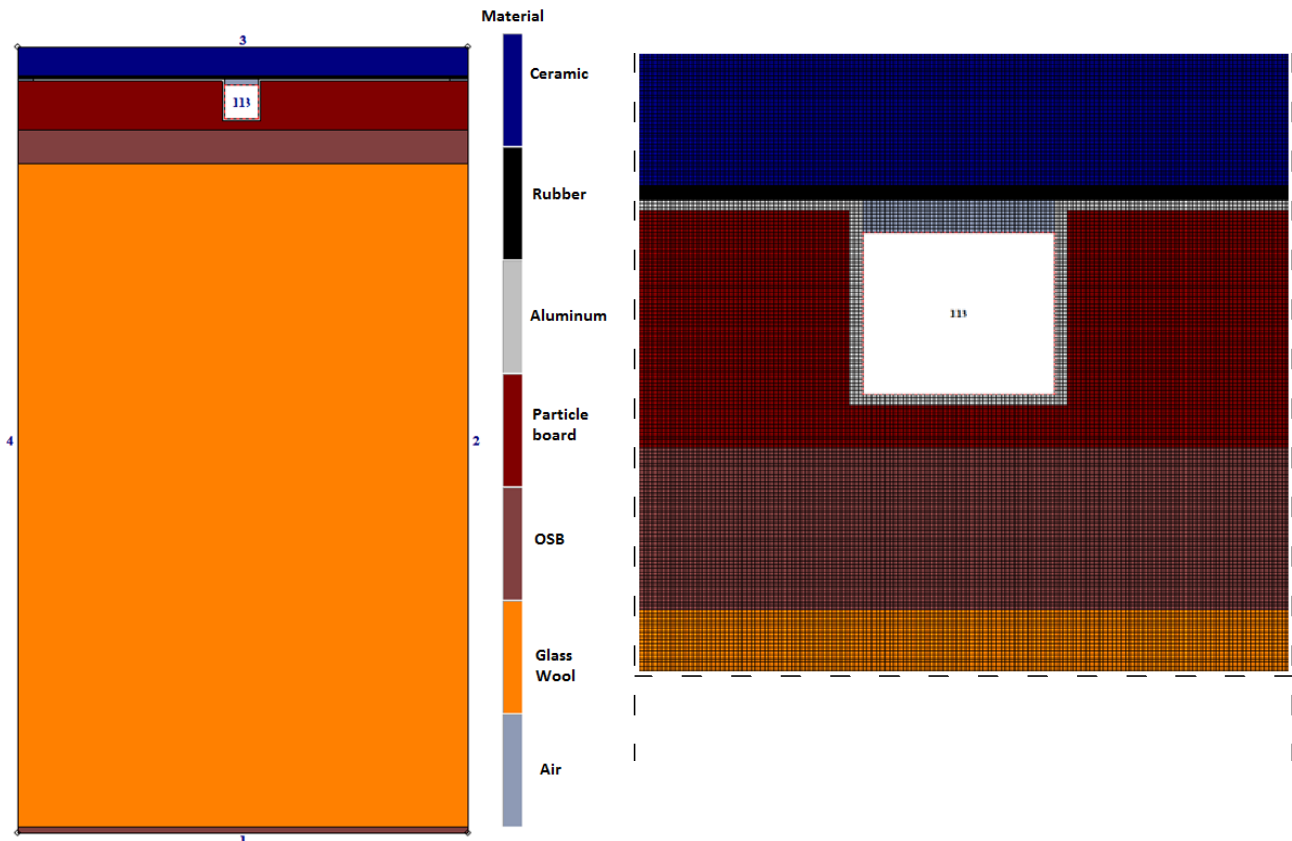 Material
3
Ceramic
113
113
Rubber
Aluminum
Particle
board
4
2
OSB
Glass
Wool
Air
1